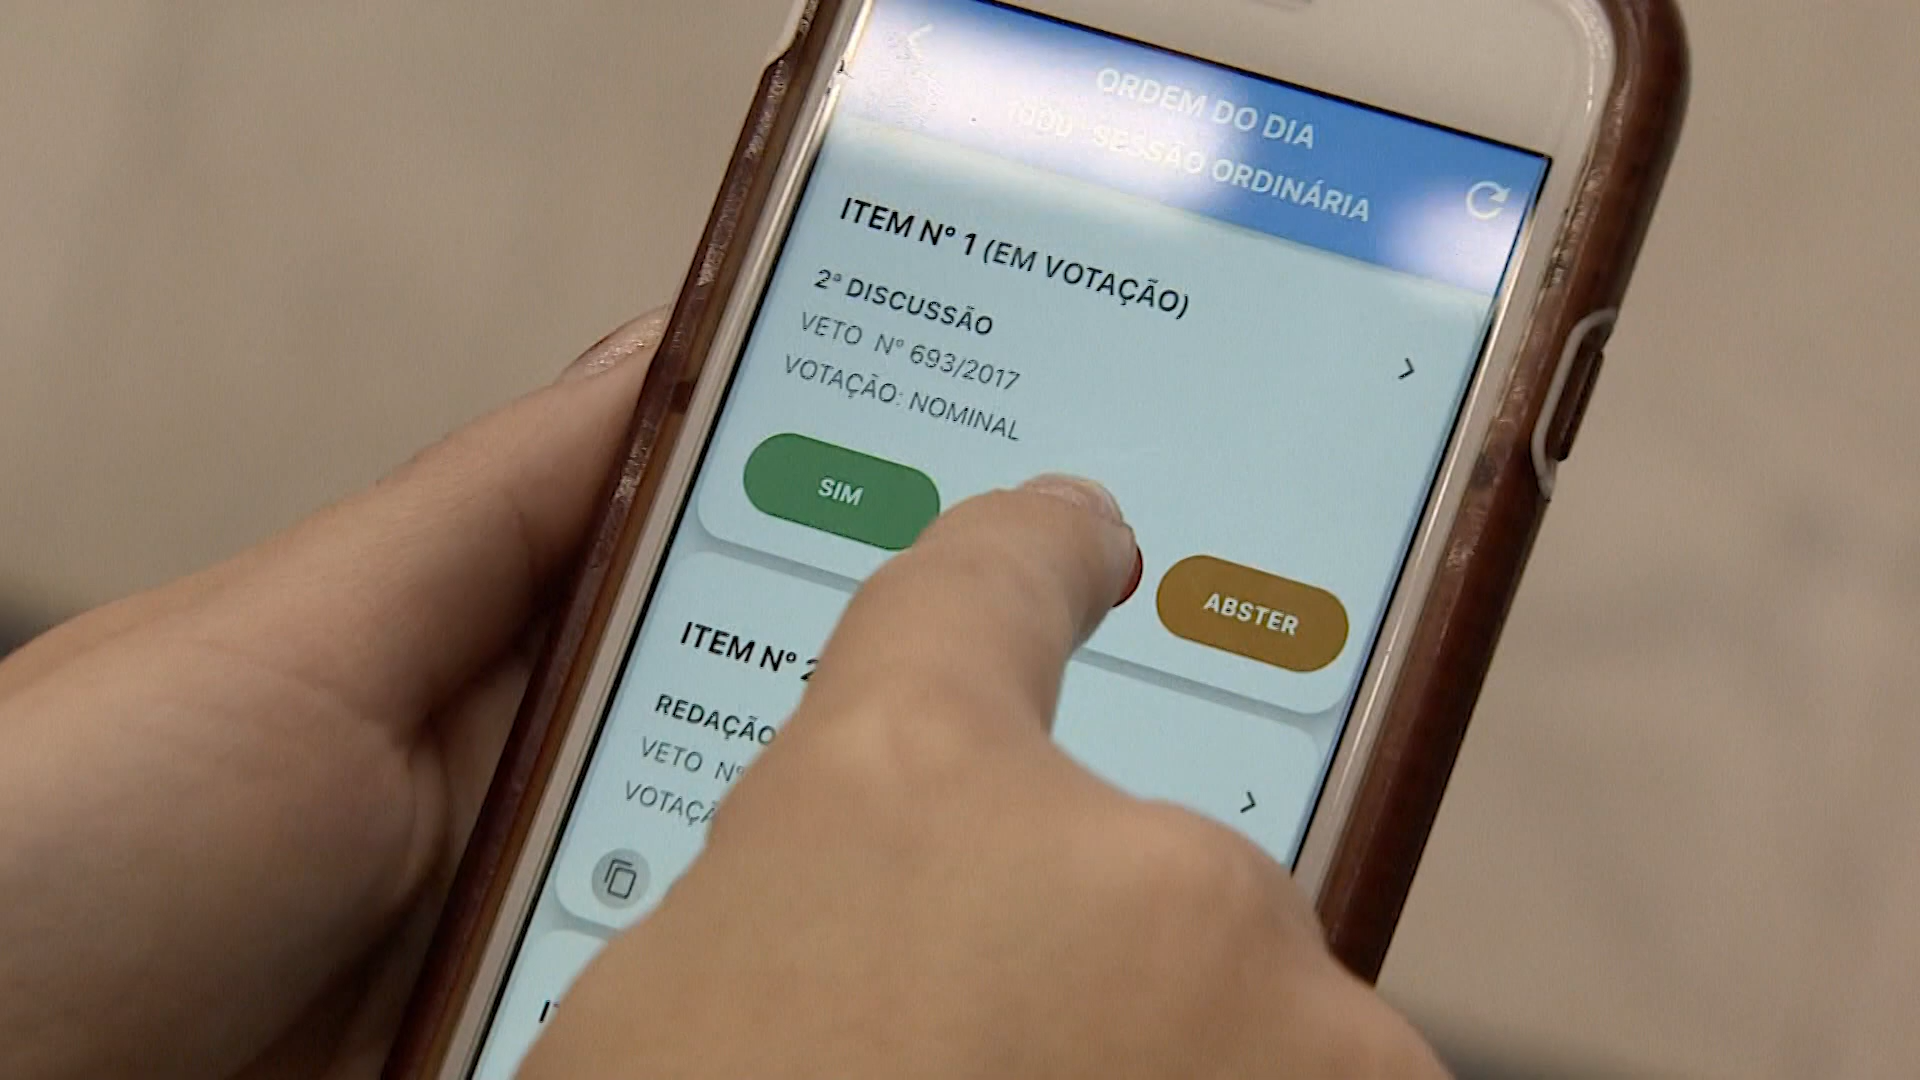 ORDEM DO DIA
SESSÃO ORDINÁRIA
ITEM Nº 1 (EM VOTAÇÃO)
2ª DISCUSSÃO
VETO Nº 693/2017
VOTAÇÃO: NOMINAL
SIM
ABSTER
ITEM Nº 2
REDAÇÃO
VETO Nº